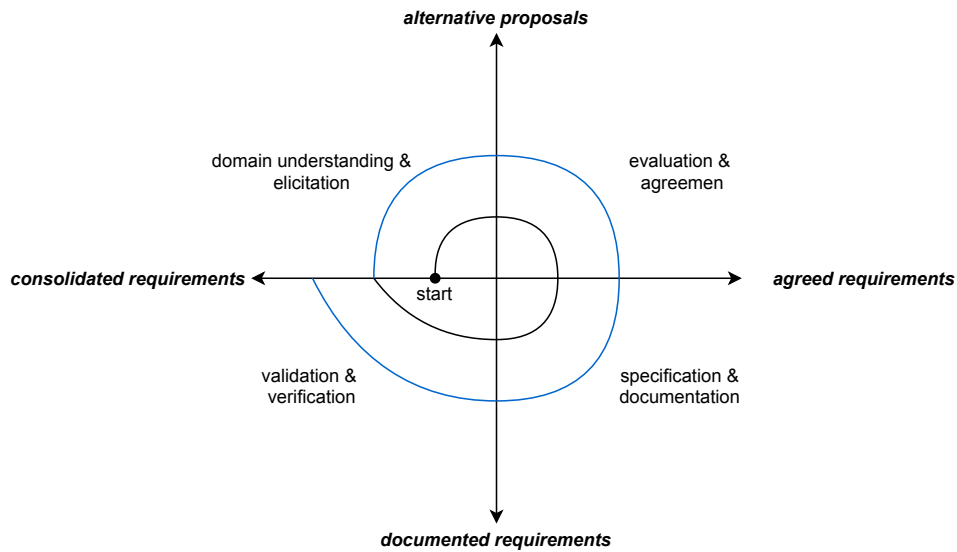 alternative proposals
domain understanding &
elicitation
evaluation &
agreemen
consolidated requirements
start
agreed requirements
validation &
verification
specification &
documentation
documented requirements